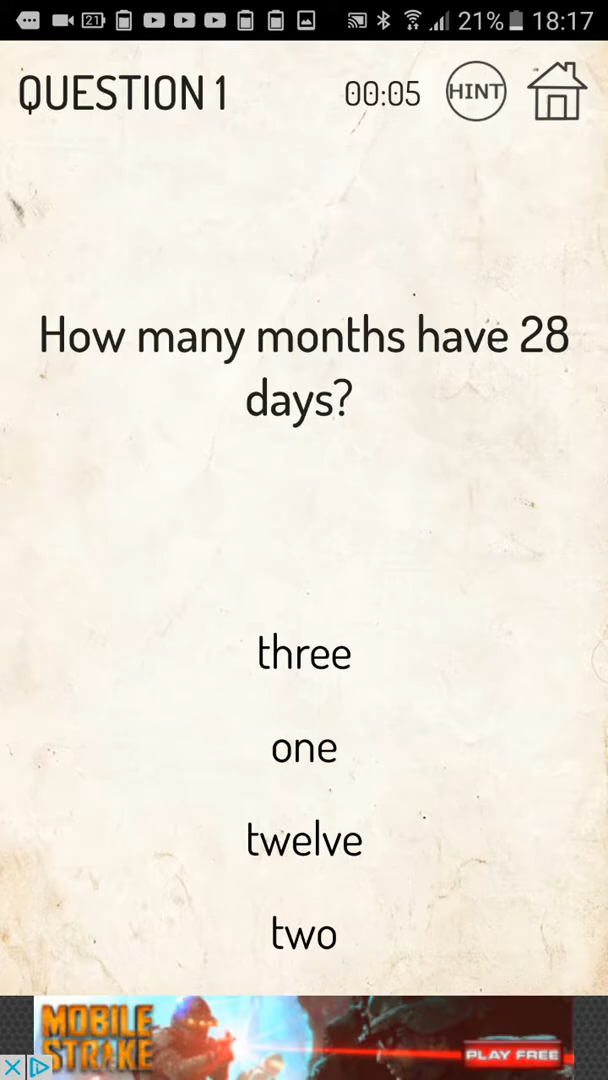 21 21% 18:17
QUESTION 1 00:05 HINT
How many months have 28
days?
three
one
twelve
two
MOBILE
STRIKE
PLAY FREE